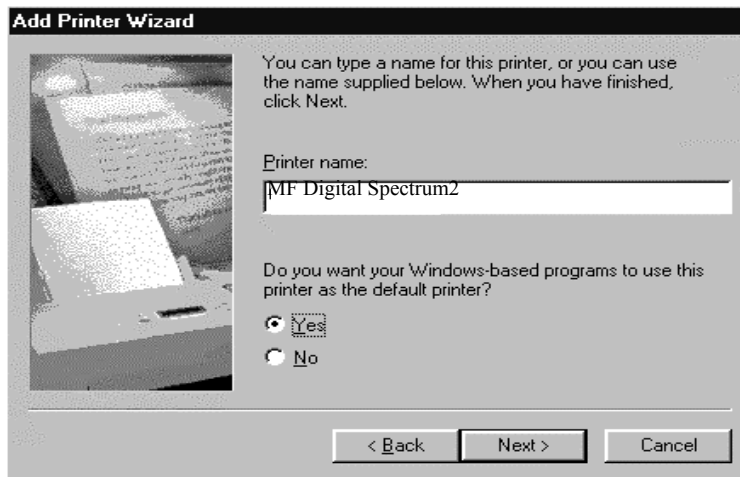 Add Printer Wizard
You can type a name for this printer, or you can use
the name supplied below. When you have finished,
click Next.
Printer name:
MF Digital Spectrum2
Do you want your Windows-based programs to use this
printer as the default printer?
Yes
No
< Back
Next >
Cancel